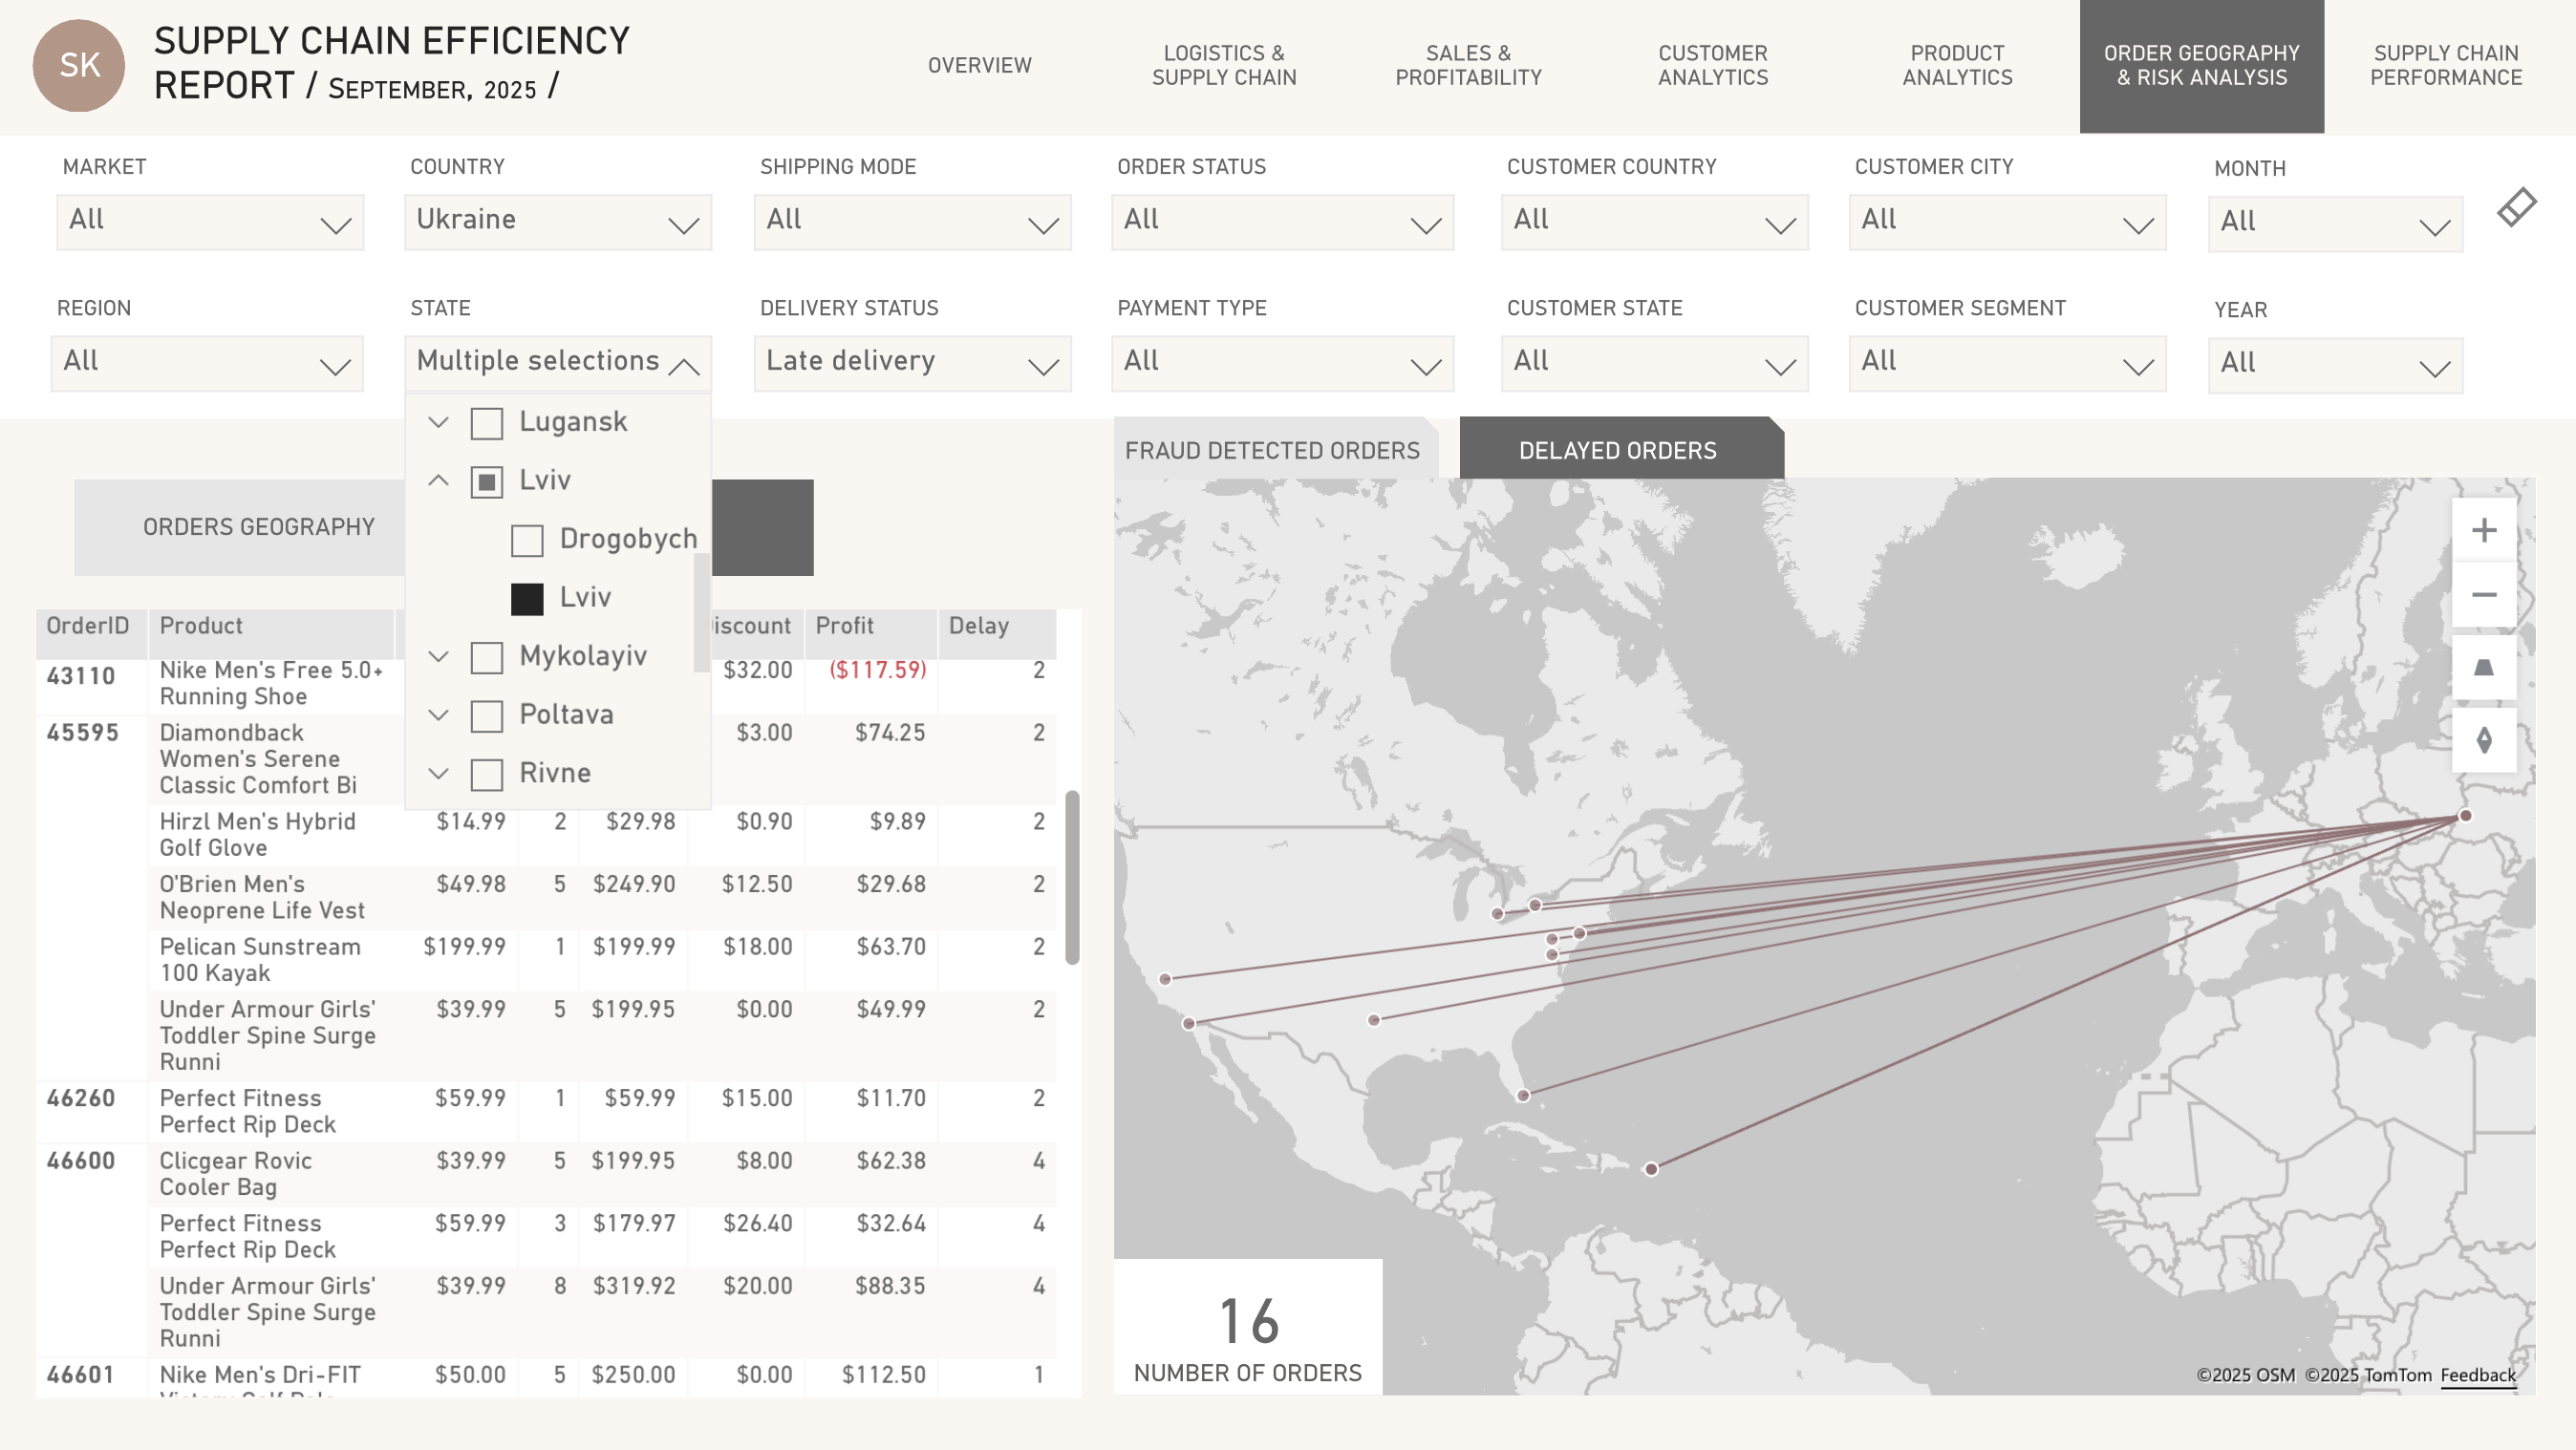 SK
SUPPLY CHAIN EFFICIENCY
REPORT / SEPTEMBER, 2025 /
OVERVIEW
LOGISTICS &
SUPPLY CHAIN
SALES &
PROFITABILITY
CUSTOMER
ANALYTICS
PRODUCT
ANALYTICS
ORDER GEOGRAPHY
& RISK ANALYSIS
SUPPLY CHAIN
PERFORMANCE
MARKET
All
COUNTRY
Ukraine
SHIPPING MODE
All
ORDER STATUS
All
CUSTOMER COUNTRY
All
CUSTOMER CITY
All
MONTH
All
REGION
All
STATE
Multiple selections
DELIVERY STATUS
Late delivery
PAYMENT TYPE
All
CUSTOMER STATE
All
CUSTOMER SEGMENT
All
YEAR
All
Lugansk
Lviv
Drogobych
Lviv
Mykolayiv
Poltava
Rivne
ORDERS GEOGRAPHY
FRAUD DETECTED ORDERS
DELAYED ORDERS
OrderID Product iscount Profit Delay
43110 Nike Men's Free 5.0+ $32.00 ($117.59) 2
Running Shoe
45595 Diamondback $3.00 $74.25 2
Women's Serene
Classic Comfort Bi
Hirzl Men's Hybrid $14.99 2 $29.98 $0.90 $9.89 2
Golf Glove
O'Brien Men's $49.98 5 $249.90 $12.50 $29.68 2
Neoprene Life Vest
Pelican Sunstream $199.99 1 $199.99 $18.00 $63.70 2
100 Kayak
Under Armour Girls' $39.99 5 $199.95 $0.00 $49.99 2
Toddler Spine Surge
Runni
46260 Perfect Fitness $59.99 1 $59.99 $15.00 $11.70 2
Perfect Rip Deck
46600 Clicgear Rovic $39.99 5 $199.95 $8.00 $62.38 4
Cooler Bag
Perfect Fitness $59.99 3 $179.97 $26.40 $32.64 4
Perfect Rip Deck
Under Armour Girls' $39.99 8 $319.92 $20.00 $88.35 4
Toddler Spine Surge
Runni
46601 Nike Men's Dri-FIT $50.00 5 $250.00 $0.00 $112.50 1
16
NUMBER OF ORDERS
©2025 OSM ©2025 TomTom Feedback